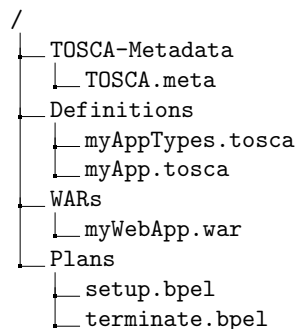 /
TOSCA-Metadata
TOSCA.meta
Definitions
myAppTypes.tosca
myApp.tosca
WARs
myWebApp.war
Plans
setup.bpel
terminate.bpel